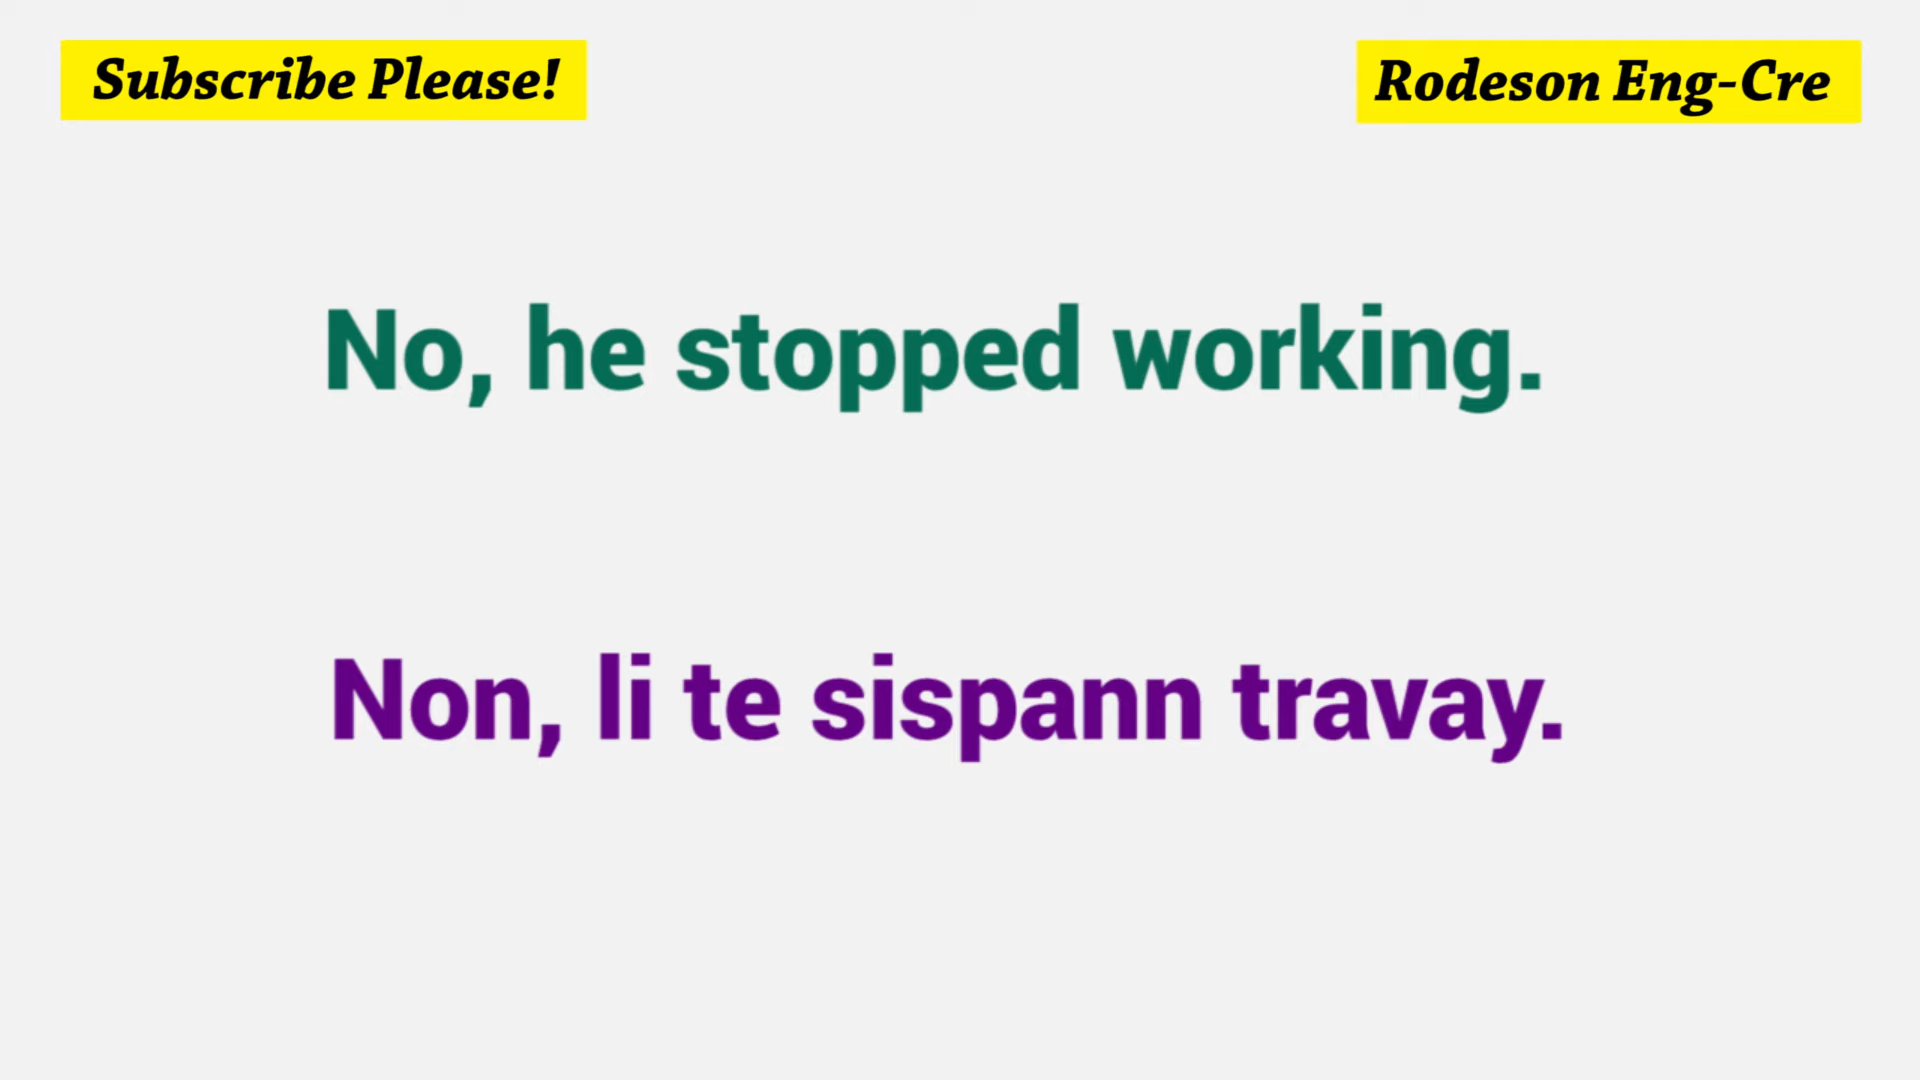 Subscribe Please!
Rodeson Eng-Cre
No, he stopped working.
Non, li te sispann travay.